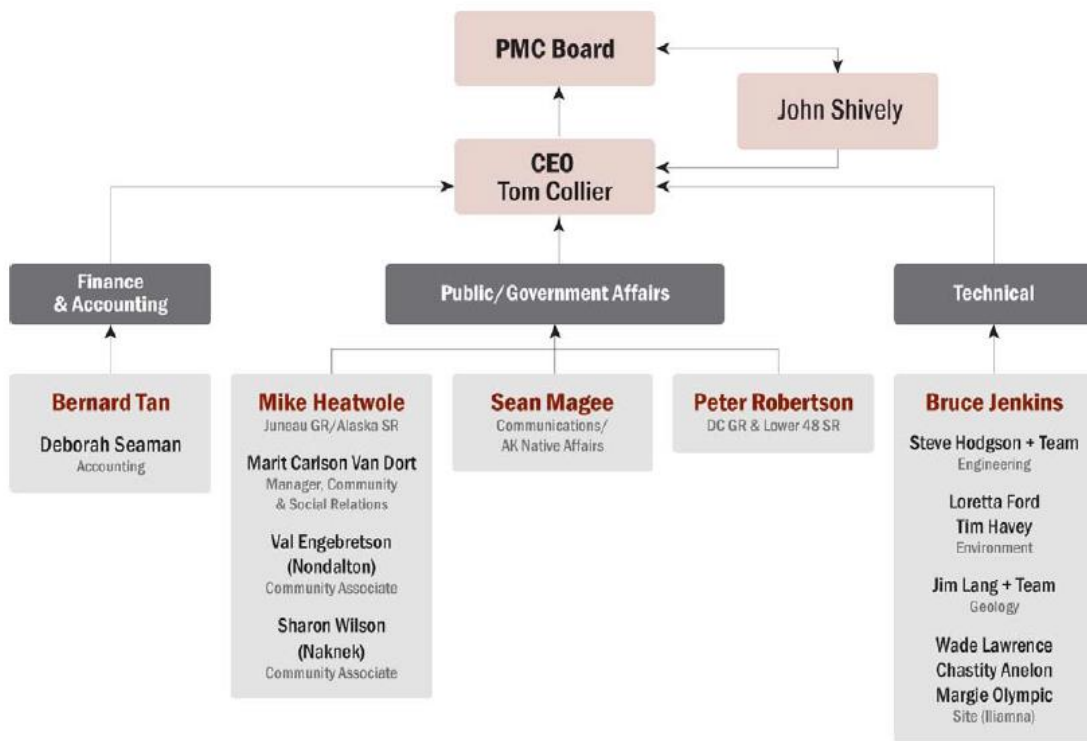 PMC Board
John Shively
CEO
Tom Collier
Finance
& Accounting
Public/Government Affairs
Technical
Bernard Tan
Deborah Seaman
Accounting
Mike Heatwole
Juneau GR/Alaska SR
Marit Carlson Van Dort
Manager, Community
& Social Relations
Val Engebretson
(Nondalton)
Community Associate
Sharon Wilson
(Naknek)
Community Associate
Sean Magee
Communications/
AK Native Affairs
Peter Robertson
DC GR & Lower 48 SR
Bruce Jenkins
Steve Hodgson + Team
Engineering
Loretta Ford
Tim Havey
Environment
Jim Lang + Team
Geology
Wade Lawrence
Chastity Anelon
Margie Olympic
Site (Iliamna)